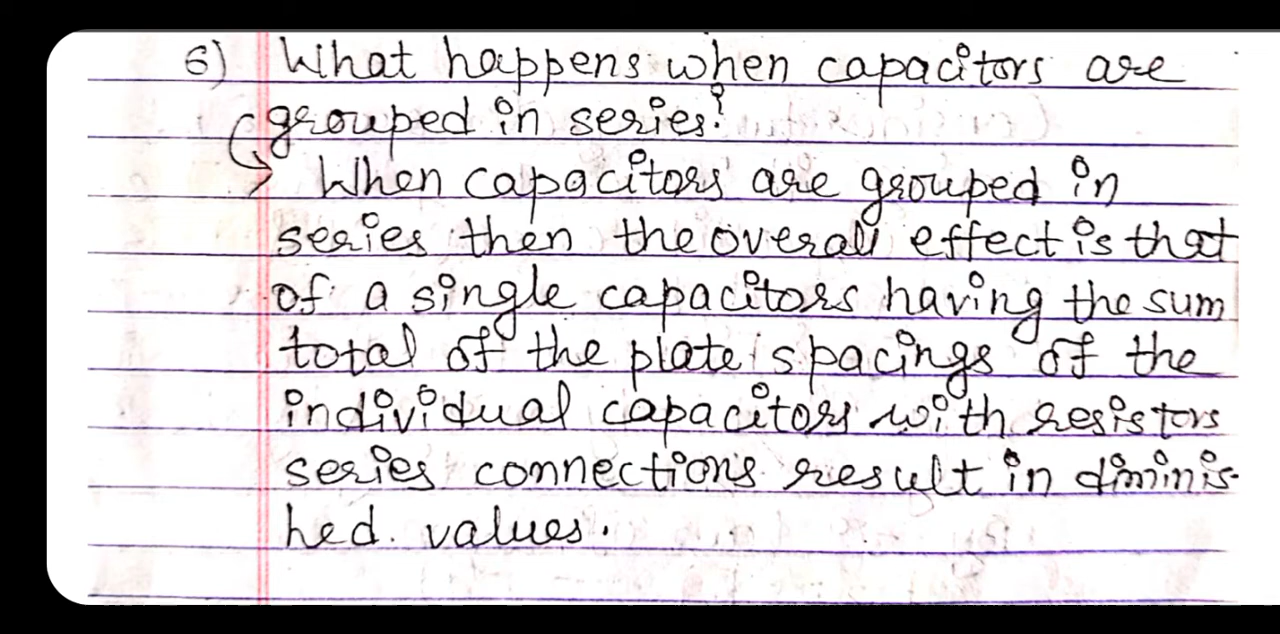 6) What happens when capacitors are
grouped in series?
When capacitors are grouped in
series then the overall effect is that
of a single capacitors having the sum
total of the plate spacings of the
individual capacitors with resistors
series connections result in diminis-
hed. values.